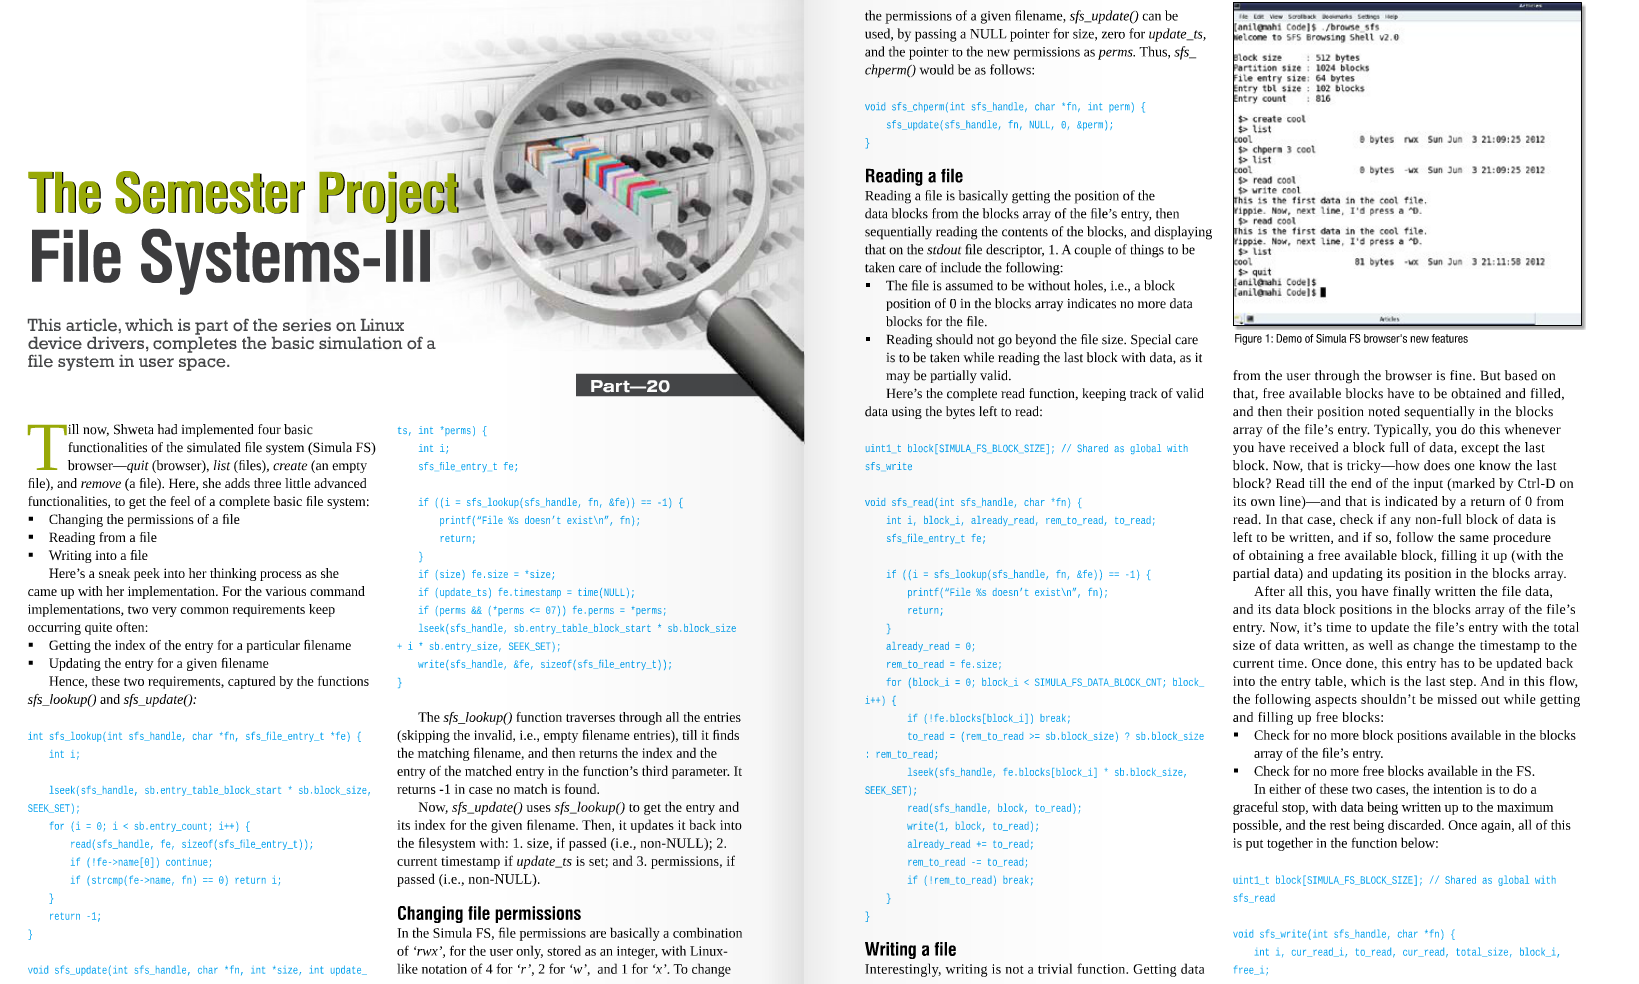 The Semester Project
File Systems-III
This article, which is part of the series on Linux
device drivers, completes the basic simulation of a
file system in user space.
Part—20
Till now, Shweta had implemented four basic
functionalities of the simulated file system (Simula FS)
browser—quit (browser), list (files), create (an empty
file), and remove (a file). Here, she adds three little advanced
functionalities, to get the feel of a complete basic file system:
▪ Changing the permissions of a file
▪ Reading from a file
▪ Writing into a file
Here’s a sneak peek into her thinking process as she
came up with her implementation. For the various command
implementations, two very common requirements keep
occurring quite often:
▪ Getting the index of the entry for a particular filename
▪ Updating the entry for a given filename
Hence, these two requirements, captured by the functions
sfs_lookup() and sfs_update():
int sfs_lookup(int sfs_handle, char *fn, sfs_file_entry_t *fe) {
int i;
lseek(sfs_handle, sb.entry_table_block_start * sb.block_size,
SEEK_SET);
for (i = 0; i < sb.entry_count; i++) {
read(sfs_handle, fe, sizeof(sfs_file_entry_t));
if (!fe->name[0]) continue;
if (strcmp(fe->name, fn) == 0) return i;
}
return -1;
}
void sfs_update(int sfs_handle, char *fn, int *size, int update_
ts, int *perms) {
int i;
sfs_file_entry_t fe;
if ((i = sfs_lookup(sfs_handle, fn, &fe)) == -1) {
printf(“File %s doesn’t exist\n”, fn);
return;
}
if (size) fe.size = *size;
if (update_ts) fe.timestamp = time(NULL);
if (perms && (*perms <= 07)) fe.perms = *perms;
lseek(sfs_handle, sb.entry_table_block_start * sb.block_size
+ i * sb.entry_size, SEEK_SET);
write(sfs_handle, &fe, sizeof(sfs_file_entry_t));
}
The sfs_lookup() function traverses through all the entries
(skipping the invalid, i.e., empty filename entries), till it finds
the matching filename, and then returns the index and the
entry of the matched entry in the function’s third parameter. It
returns -1 in case no match is found.
Now, sfs_update() uses sfs_lookup() to get the entry and
its index for the given filename. Then, it updates it back into
the filesystem with: 1. size, if passed (i.e., non-NULL); 2.
current timestamp if update_ts is set; and 3. permissions, if
passed (i.e., non-NULL).
Changing file permissions
In the Simula FS, file permissions are basically a combination
of ‘rwx’, for the user only, stored as an integer, with Linux-
like notation of 4 for ‘r’, 2 for ‘w’, and 1 for ‘x’. To change
the permissions of a given filename, sfs_update() can be
used, by passing a NULL pointer for size, zero for update_ts,
and the pointer to the new permissions as perms. Thus, sfs_
chperm() would be as follows:
void sfs_chperm(int sfs_handle, char *fn, int perm) {
sfs_update(sfs_handle, fn, NULL, 0, &perm);
}
Reading a file
Reading a file is basically getting the position of the
data blocks from the blocks array of the file’s entry, then
sequentially reading the contents of the blocks, and displaying
that on the stdout file descriptor, 1. A couple of things to be
taken care of include the following:
▪ The file is assumed to be without holes, i.e., a block
position of 0 in the blocks array indicates no more data
blocks for the file.
▪ Reading should not go beyond the file size. Special care
is to be taken while reading the last block with data, as it
may be partially valid.
Here’s the complete read function, keeping track of valid
data using the bytes left to read:
uint1_t block[SIMULA_FS_BLOCK_SIZE]; // Shared as global with
sfs_write
void sfs_read(int sfs_handle, char *fn) {
int i, block_i, already_read, rem_to_read, to_read;
sfs_file_entry_t fe;
if ((i = sfs_lookup(sfs_handle, fn, &fe)) == -1) {
printf(“File %s doesn’t exist\n”, fn);
return;
}
already_read = 0;
rem_to_read = fe.size;
for (block_i = 0; block_i < SIMULA_FS_DATA_BLOCK_CNT; block_
i++) {
if (!fe.blocks[block_i]) break;
to_read = (rem_to_read >= sb.block_size) ? sb.block_size
: rem_to_read;
lseek(sfs_handle, fe.blocks[block_i] * sb.block_size,
SEEK_SET);
read(sfs_handle, block, to_read);
write(1, block, to_read);
already_read += to_read;
rem_to_read -= to_read;
if (!rem_to_read) break;
}
}
Writing a file
Interestingly, writing is not a trivial function. Getting data
Articles
File Edit View Scrollback Bookmarks Settings Help
[anil@mahi Code]$ ./browse_sfs
Welcome to SFS Browsing Shell v2.0
Block size : 512 bytes
Partition size : 1024 blocks
File entry size: 64 bytes
Entry tbl size : 102 blocks
Entry count : 816
$> create cool
$> list
cool 0 bytes rwx Sun Jun 3 21:09:25 2012
$> chperm 3 cool
$> list
cool 0 bytes -wx Sun Jun 3 21:09:25 2012
$> read cool
$> write cool
This is the first data in the cool file.
Yippie. Now, next line, I'd press a ^D.
$> read cool
This is the first data in the cool file.
Yippie. Now, next line, I'd press a ^D.
$> list
cool 81 bytes -wx Sun Jun 3 21:11:58 2012
$> quit
[anil@mahi Code]$
[anil@mahi Code]$
Articles
Figure 1: Demo of Simula FS browser's new features
from the user through the browser is fine. But based on
that, free available blocks have to be obtained and filled,
and then their position noted sequentially in the blocks
array of the file’s entry. Typically, you do this whenever
you have received a block full of data, except the last
block. Now, that is tricky—how does one know the last
block? Read till the end of the input (marked by Ctrl-D on
its own line)—and that is indicated by a return of 0 from
read. In that case, check if any non-full block of data is
left to be written, and if so, follow the same procedure
of obtaining a free available block, filling it up (with the
partial data) and updating its position in the blocks array.
After all this, you have finally written the file data,
and its data block positions in the blocks array of the file’s
entry. Now, it’s time to update the file’s entry with the total
size of data written, as well as change the timestamp to the
current time. Once done, this entry has to be updated back
into the entry table, which is the last step. And in this flow,
the following aspects shouldn’t be missed out while getting
and filling up free blocks:
▪ Check for no more block positions available in the blocks
array of the file’s entry.
▪ Check for no more free blocks available in the FS.
In either of these two cases, the intention is to do a
graceful stop, with data being written up to the maximum
possible, and the rest being discarded. Once again, all of this
is put together in the function below:
uint1_t block[SIMULA_FS_BLOCK_SIZE]; // Shared as global with
sfs_read
void sfs_write(int sfs_handle, char *fn) {
int i, cur_read_i, to_read, cur_read, total_size, block_i,
free_i;